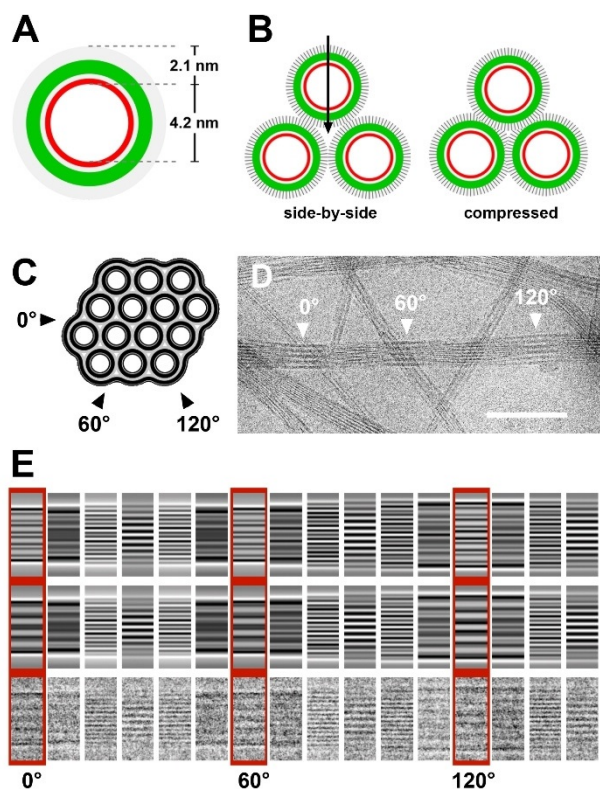 A
2.1 nm
4.2 nm
B
side-by-side
compressed
C
0°
60°
120°
D
0°
60°
120°
E
0°
60°
120°